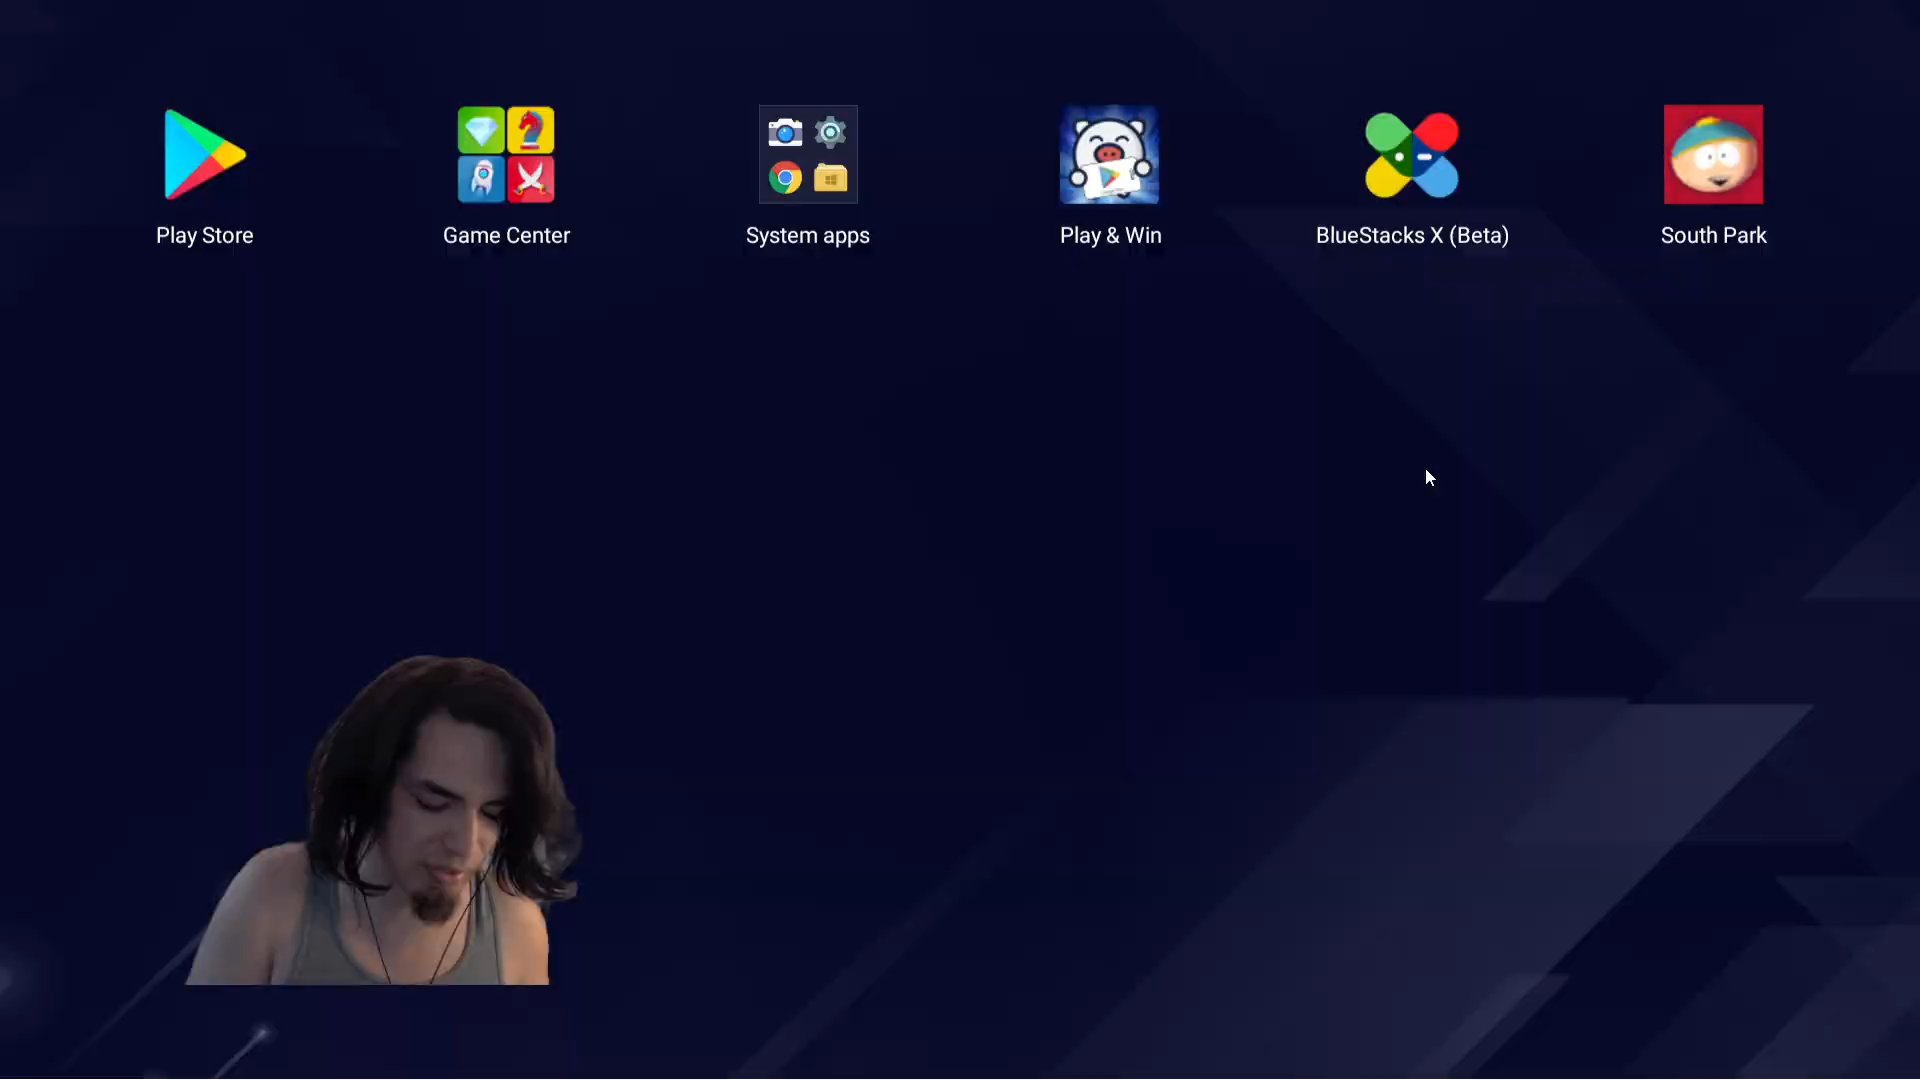 Play Store
Game Center
System apps
Play & Win
BlueStacks X (Beta)
South Park